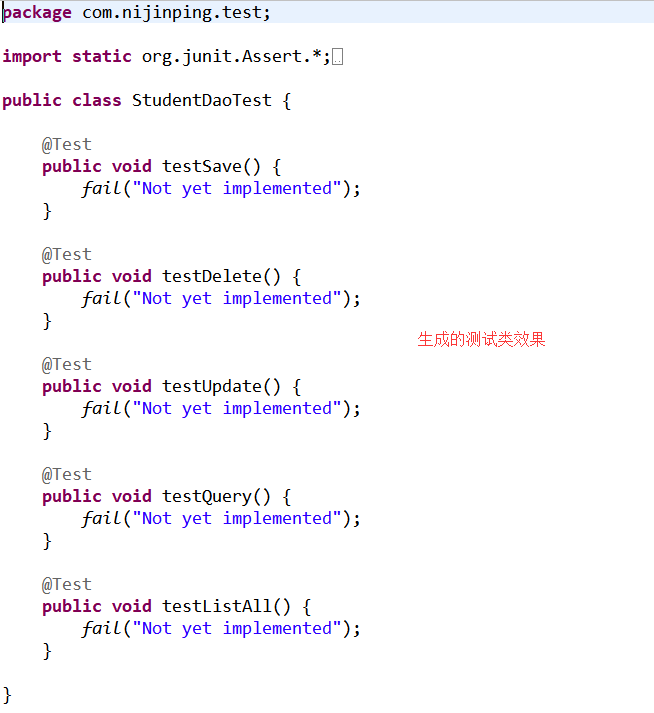 package com.nijinping.test;
import static org.junit.Assert.*;
public class StudentDaoTest {
@Test
public void testSave() {
fail("Not yet implemented");
}
@Test
public void testDelete() {
fail("Not yet implemented");
}
生成的测试类效果
@Test
public void testUpdate() {
fail("Not yet implemented");
}
@Test
public void testQuery() {
fail("Not yet implemented");
}
@Test
public void testListAll() {
fail("Not yet implemented");
}
}